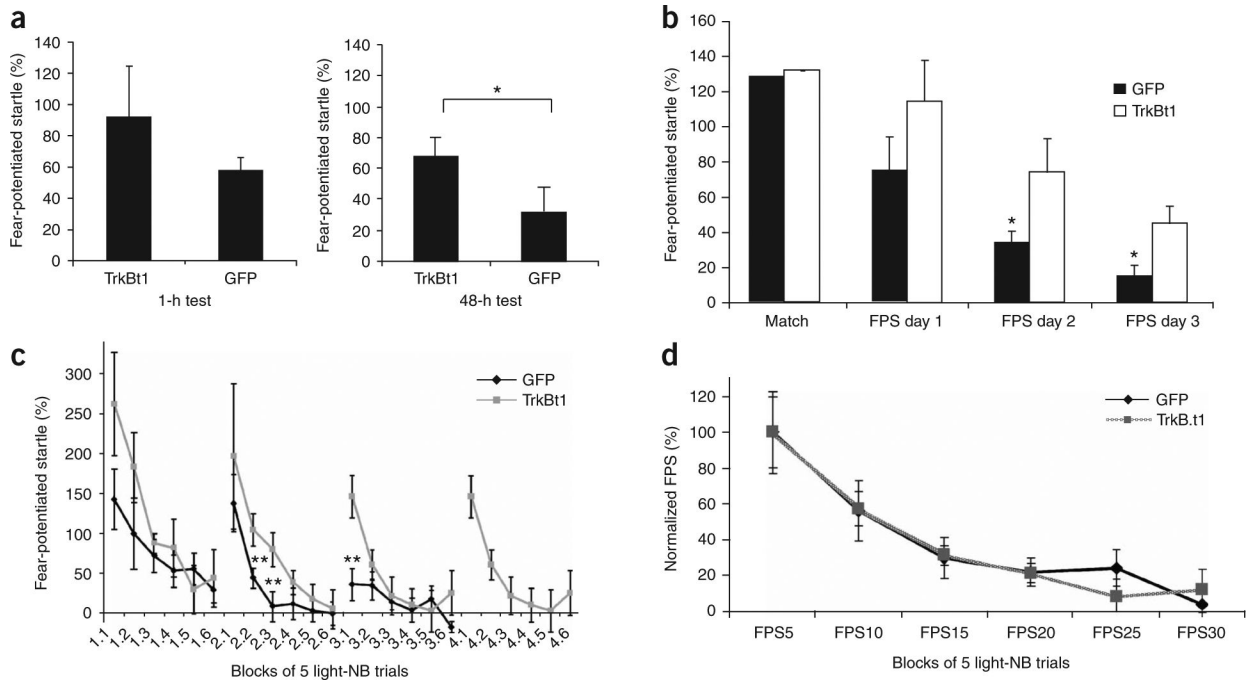 a
Fear-potentiated startle (%)
140
120
100
80
60
40
20
0
TrkBt1
GFP
1-h test
Fear-potentiated startle (%)
140
120
100
80
60
40
20
0
*
TrkBt1
GFP
48-h test
b
Fear-potentiated startle (%)
160
140
120
100
80
60
40
20
0
GFP
TrkBt1
*
*
Match
FPS day 1
FPS day 2
FPS day 3
c
Fear-potentiated startle (%)
300
250
200
150
100
50
0
GFP
TrkBt1
**
**
**
1.1
1.2
1.3
1.4
1.5
1.6
2.1
2.2
2.3
2.4
2.5
2.6
3.1
3.2
3.3
3.4
3.5
3.6
4.1
4.2
4.3
4.4
4.5
4.6
Blocks of 5 light-NB trials
d
Normalized FPS (%)
120
100
80
60
40
20
0
GFP
TrkB.t1
FPS5
FPS10
FPS15
FPS20
FPS25
FPS30
Blocks of 5 light-NB trials